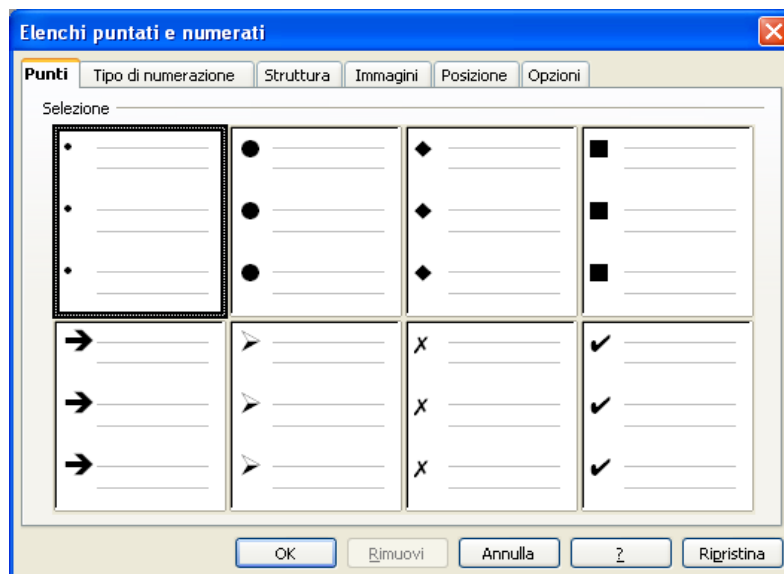 Elenchi puntati e numerati
Punti Tipo di numerazione Struttura Immagini Posizione Opzioni
Selezione
OK Rimuovi Annulla ? Ripristina